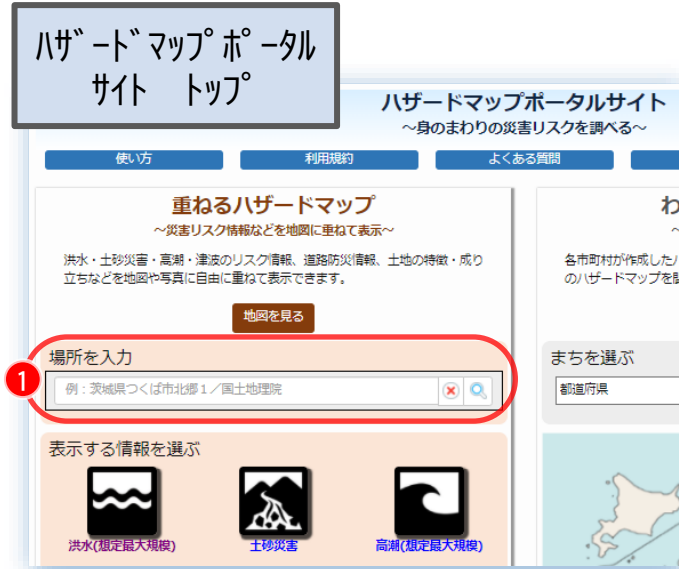 ﾊｻﾞｰﾄﾞﾏｯﾌﾟﾎﾟｰﾀﾙ
ｻｲﾄ　ﾄｯﾌﾟ
ハザードマップポータルサイト
～身のまわりの災害リスクを調べる～
使い方
利用規約
よくある質問
重ねるハザードマップ
～災害リスク情報などを地図に重ねて表示～
洪水・土砂災害・高潮・津波のリスク情報、道路防災情報、土地の特徴・成り
立ちなどを地図や写真に自由に重ねて表示できます。
地図を見る
わ
～
各市町村が作成したハ
のハザードマップを
1
場所を入力
例：茨城県つくば市北郷１／国土地理院
まちを選ぶ
都道府県
表示する情報を選ぶ
洪水(想定最大規模)
土砂災害
高潮(想定最大規模)